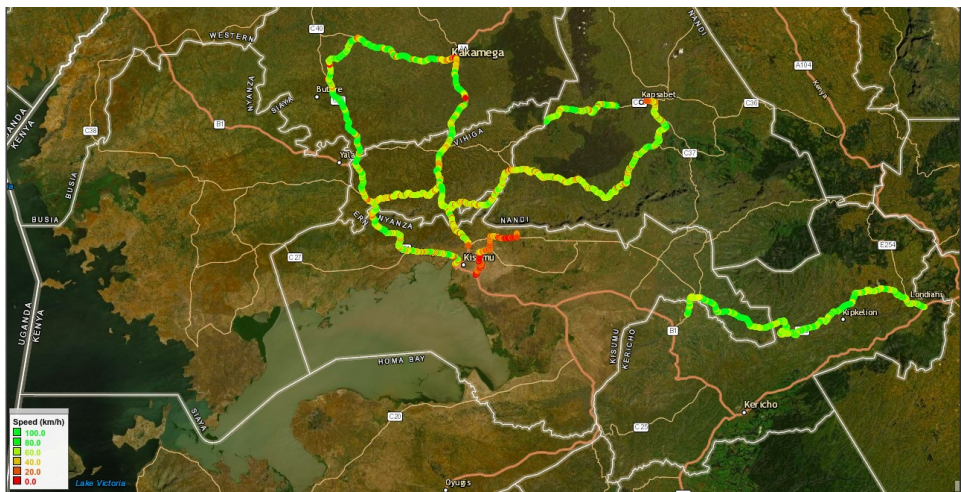 C40
WESTERN
Kakamega
NANDI
A104
Kenya
NYANZA
SIAYA
Butere
Kapsabet
C36
UGANDA
KENYA
C38
B1
VIHIGA
Yala
C37
BUSIA
BUSIA
NYANZA
NANDI
E254
C27
Kisumu
Londiani
UGANDA
KENYA
KISUMU
KERICHO
B1
Kipkelion
HOMA BAY
SIAYA
C20
Kericho
C23
Speed (km/h)
100.0
80.0
60.0
40.0
20.0
0.0
Lake Victoria
Oyugis